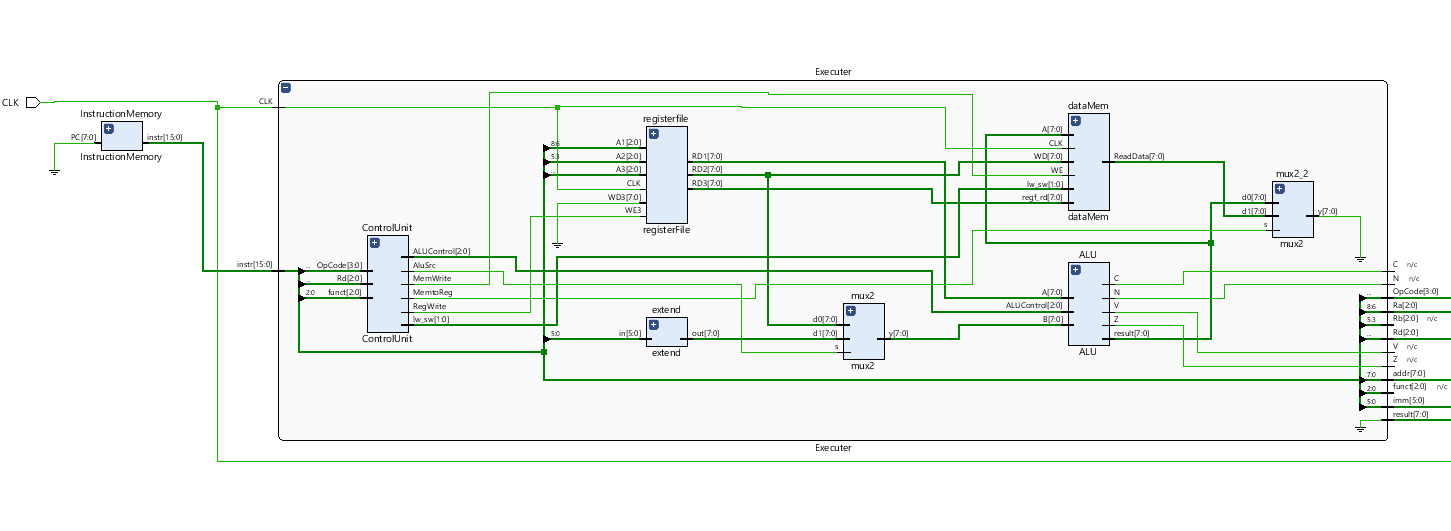 Executer
CLK
CLK
InstructionMemory
PC[7:0]
instr[15:0]
InstructionMemory
registerfile
A1[2:0]
A2[2:0]
A3[2:0]
CLK
WD3[7:0]
WE3
RD1[7:0]
RD2[7:0]
RD3[7:0]
registerFile
8:6
5:3
dataMem
A[7:0]
CLK
WD[7:0]
WE
lw_sw[1:0]
regf_rd[7:0]
ReadData[7:0]
dataMem
mux2_2
d0[7:0]
d1[7:0]
s
y[7:0]
mux2
ControlUnit
instr[15:0]
OpCode[3:0]
Rd[2:0]
2:0
funct[2:0]
ALUControl[2:0]
AluSrc
MemWrite
MemtoReg
RegWrite
lw_sw[1:0]
ControlUnit
extend
5:0
in[5:0]
out[7:0]
extend
mux2
d0[7:0]
d1[7:0]
s
y[7:0]
mux2
ALU
A[7:0]
ALUControl[2:0]
B[7:0]
C
N
V
Z
result[7:0]
ALU
C n/c
N n/c
OpCode[3:0]
8:6 Ra[2:0]
5:3 Rb[2:0] n/c
Rd[2:0]
V n/c
Z n/c
7:0 addr[7:0]
2:0 funct[2:0] n/c
5:0 imm[5:0]
result[7:0]
Executer